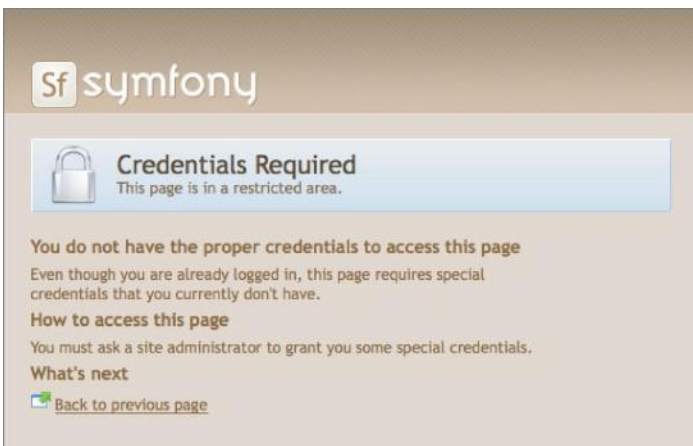 Sf symfony
Credentials Required
This page is in a restricted area.
You do not have the proper credentials to access this page
Even though you are already logged in, this page requires special
credentials that you currently don't have.
How to access this page
You must ask a site administrator to grant you some special credentials.
What's next
Back to previous page